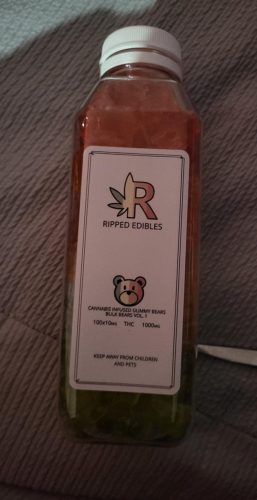 R
RIPPED EDIBLES
CANNABIS INFUSED GUMMY BEARS
BULK BEARS VOL. 1
100X10MG THC 1000MG
KEEP AWAY FROM CHILDREN
AND PETS